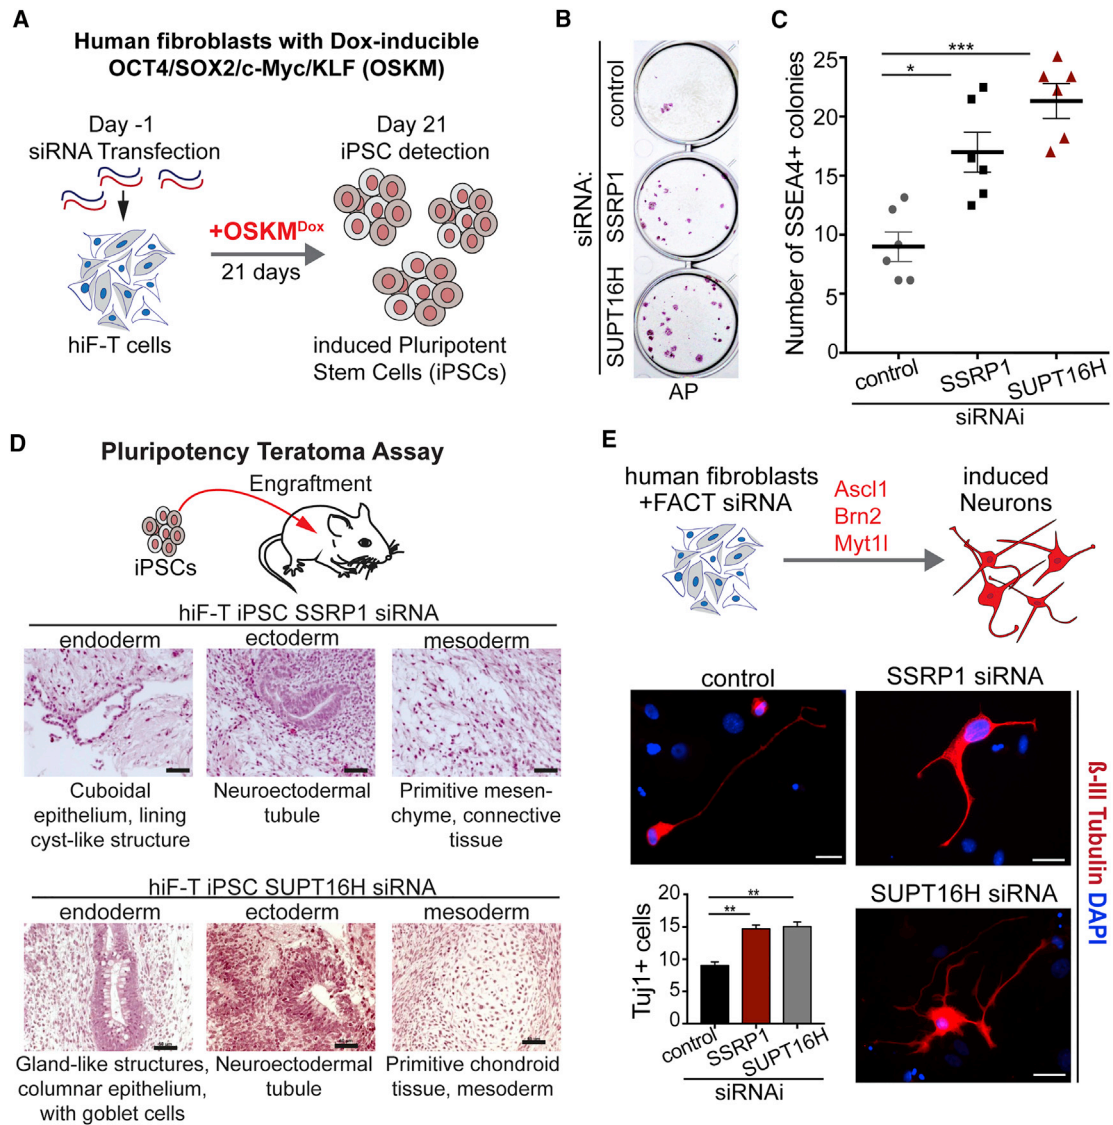 A
Human fibroblasts with Dox-inducible
OCT4/SOX2/c-Myc/KLF (OSKM)
Day -1
siRNA Transfection
Day 21
iPSC detection
+OSKMDox
21 days
hiF-T cells
induced Pluripotent
Stem Cells (iPSCs)
B
siRNA:
control
SSRP1
SUPT16H
AP
C
Number of SSEA4+ colonies
25
20
15
10
5
0
***
*
control
SSRP1
SUPT16H
siRNAi
D
Pluripotency Teratoma Assay
Engraftment
iPSCs
hiF-T iPSC SSRP1 siRNA
endoderm
ectoderm
mesoderm
Cuboidal
epithelium, lining
cyst-like structure
Neuroectodermal
tubule
Primitive mesen-
chyme, connective
tissue
hiF-T iPSC SUPT16H siRNA
endoderm
ectoderm
mesoderm
Gland-like structures,
columnar epithelium,
with goblet cells
Neuroectodermal
tubule
Primitive chondroid
tissue, mesoderm
E
human fibroblasts
+FACT siRNA
Ascl1
Brn2
Myt1l
induced
Neurons
control
SSRP1 siRNA
SUPT16H siRNA
ß-III Tubulin DAPI
Tuj1+ cells
20
15
10
5
0
**
**
control
SSRP1
SUPT16H
siRNAi